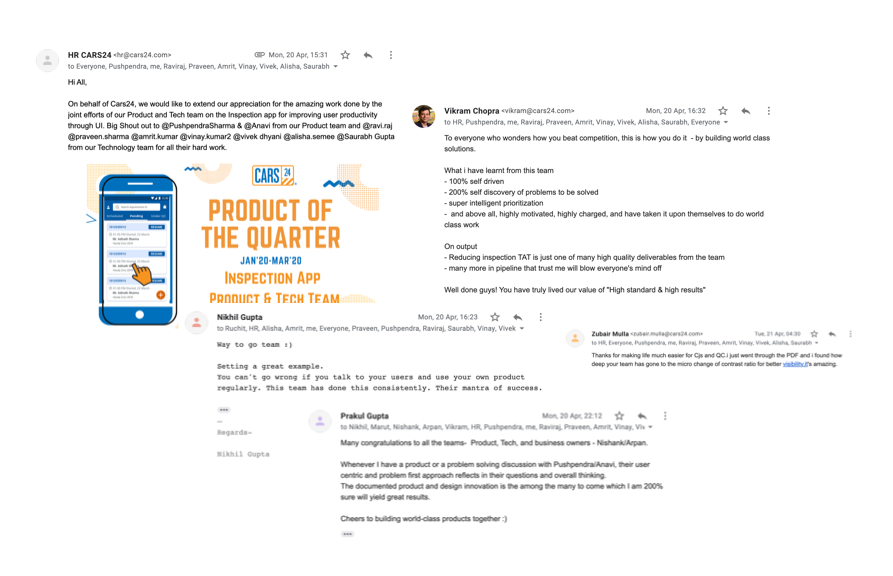 HR CARS24 <hr@cars24.com>
Mon, 20 Apr, 15:31
to Everyone, Pushpendra, me, Raviraj, Praveen, Amrit, Vinay, Vivek, Alisha, Saurabh
Hi All,
On behalf of Cars24, we would like to extend our appreciation for the amazing work done by the
joint efforts of our Product and Tech team on the Inspection app for improving user productivity
through UI. Big Shout out to @PushpendraSharma & @Anavi from our Product team and @ravi.raj
@praveen.sharma @amrit.kumar @vinay.kumar2 @vivek dhyani @alisha.semee @Saurabh Gupta
from our Technology team for all their hard work.
CARS 24
PRODUCT OF
THE QUARTER
JAN'20-MAR'20
INSPECTION APP
PRODUCT & TECH TEAM
Vikram Chopra <vikram@cars24.com>
Mon, 20 Apr, 16:32
to HR, Pushpendra, me, Raviraj, Praveen, Amrit, Vinay, Vivek, Alisha, Saurabh, Everyone
To everyone who wonders how you beat competition, this is how you do it - by building world class
solutions.
What i have learnt from this team
- 100% self driven
- 200% self discovery of problems to be solved
- super intelligent prioritization
- and above all, highly motivated, highly charged, and have taken it upon themselves to do world
class work
On output
- Reducing inspection TAT is just one of many high quality deliverables from the team
- many more in pipeline that trust me will blow everyone's mind off
Well done guys! You have truly lived our value of "High standard & high results"
Nikhil Gupta
Mon, 20 Apr, 16:23
to Ruchit, HR, Alisha, Amrit, me, Everyone, Praveen, Pushpendra, Raviraj, Saurabh, Vinay, Vivek
Way to go team :)
Setting a great example.
You can't go wrong if you talk to your users and use your own product
regularly. This team has done this consistently. Their mantra of success.
—
Regards~
Nikhil Gupta
Zubair Mulla <zubair.mulla@cars24.com>
Tue, 21 Apr, 04:30
to HR, Everyone, Pushpendra, me, Raviraj, Praveen, Amrit, Vinay, Vivek, Alisha, Saurabh
Thanks for making life much easier for Cjs and QC.i just went through the PDF and i found how
deep your team has gone to the micro change of contrast ratio for better visibility.It's amazing.
Prakul Gupta
Mon, 20 Apr, 22:12
to Nikhil, Marut, Nishank, Arpan, Vikram, HR, Pushpendra, me, Raviraj, Praveen, Amrit, Vinay, Viv
Many congratulations to all the teams- Product, Tech, and business owners - Nishank/Arpan.
Whenever I have a product or a problem solving discussion with Pushpendra/Anavi, their user
centric and problem first approach reflects in their questions and overall thinking.
The documented product and design innovation is the among the many to come which I am 200%
sure will yield great results.
Cheers to building world-class products together :)